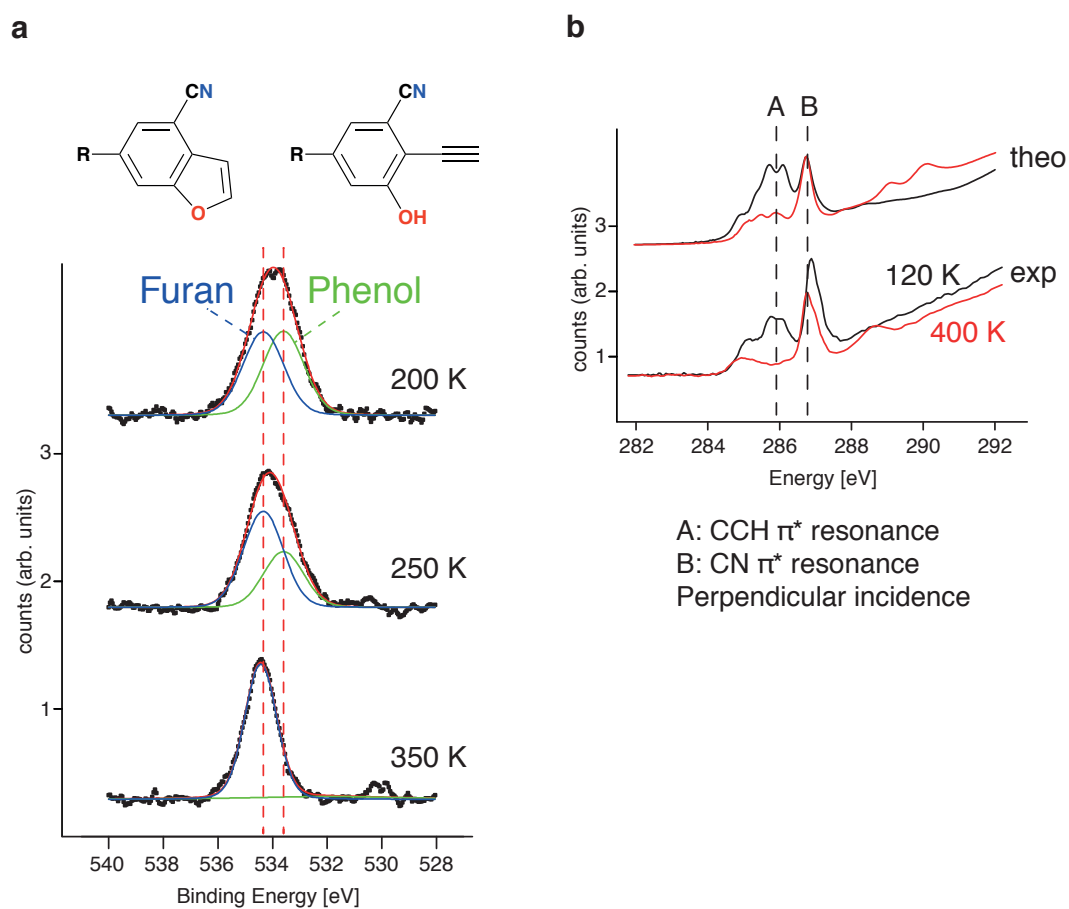 a
CN
R
O
CN
R
OH
Furan
Phenol
200 K
250 K
350 K
3
2
1
counts (arb. units)
540
538
536
534
532
530
528
Binding Energy [eV]
b
A
B
theo
120 K
exp
400 K
3
2
1
counts (arb. units)
282
284
286
288
290
292
Energy [eV]
A: CCH π* resonance
B: CN π* resonance
Perpendicular incidence